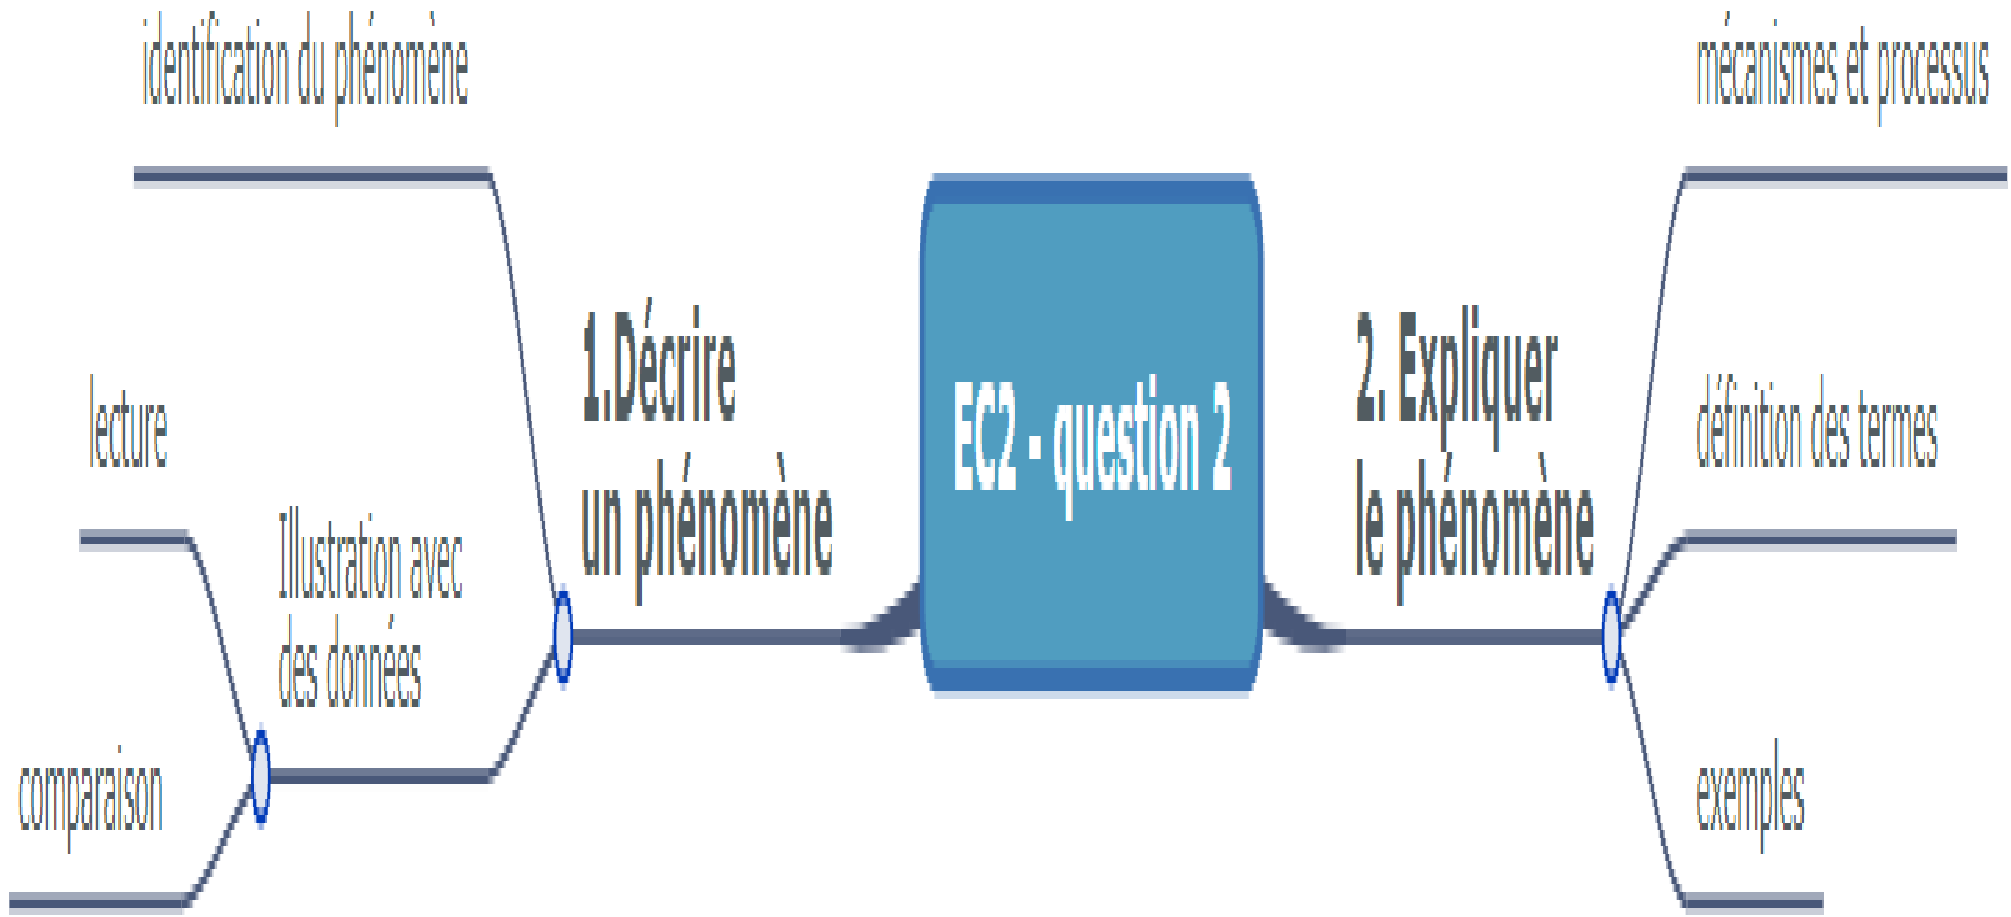 EC2 - question 2
1.Décrire
un phénomène
identification du phénomène
Illustration avec
des données
lecture
comparaison
2. Expliquer
le phénomène
mécanismes et processus
définition des termes
exemples